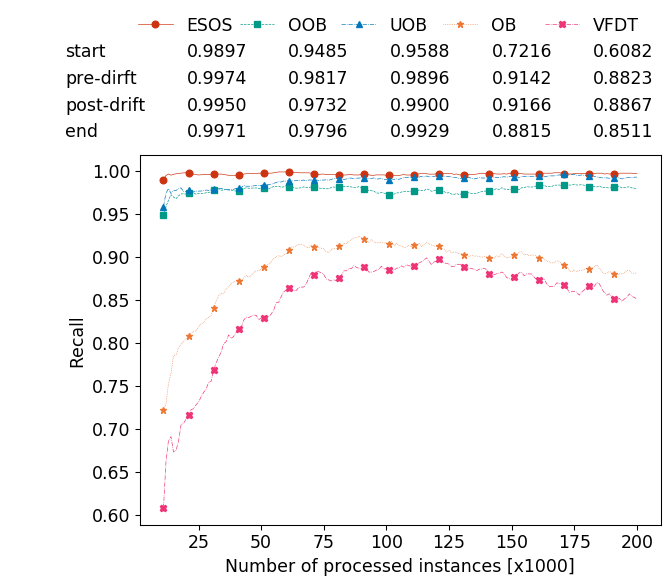 ESOS OOB UOB OB VFDT
start 0.9897 0.9485 0.9588 0.7216 0.6082
pre-dirft 0.9974 0.9817 0.9896 0.9142 0.8823
post-drift 0.9950 0.9732 0.9900 0.9166 0.8867
end 0.9971 0.9796 0.9929 0.8815 0.8511
1.00
0.95
0.90
0.85
0.80
0.75
0.70
0.65
0.60
Recall
25 50 75 100 125 150 175 200
Number of processed instances [x1000]